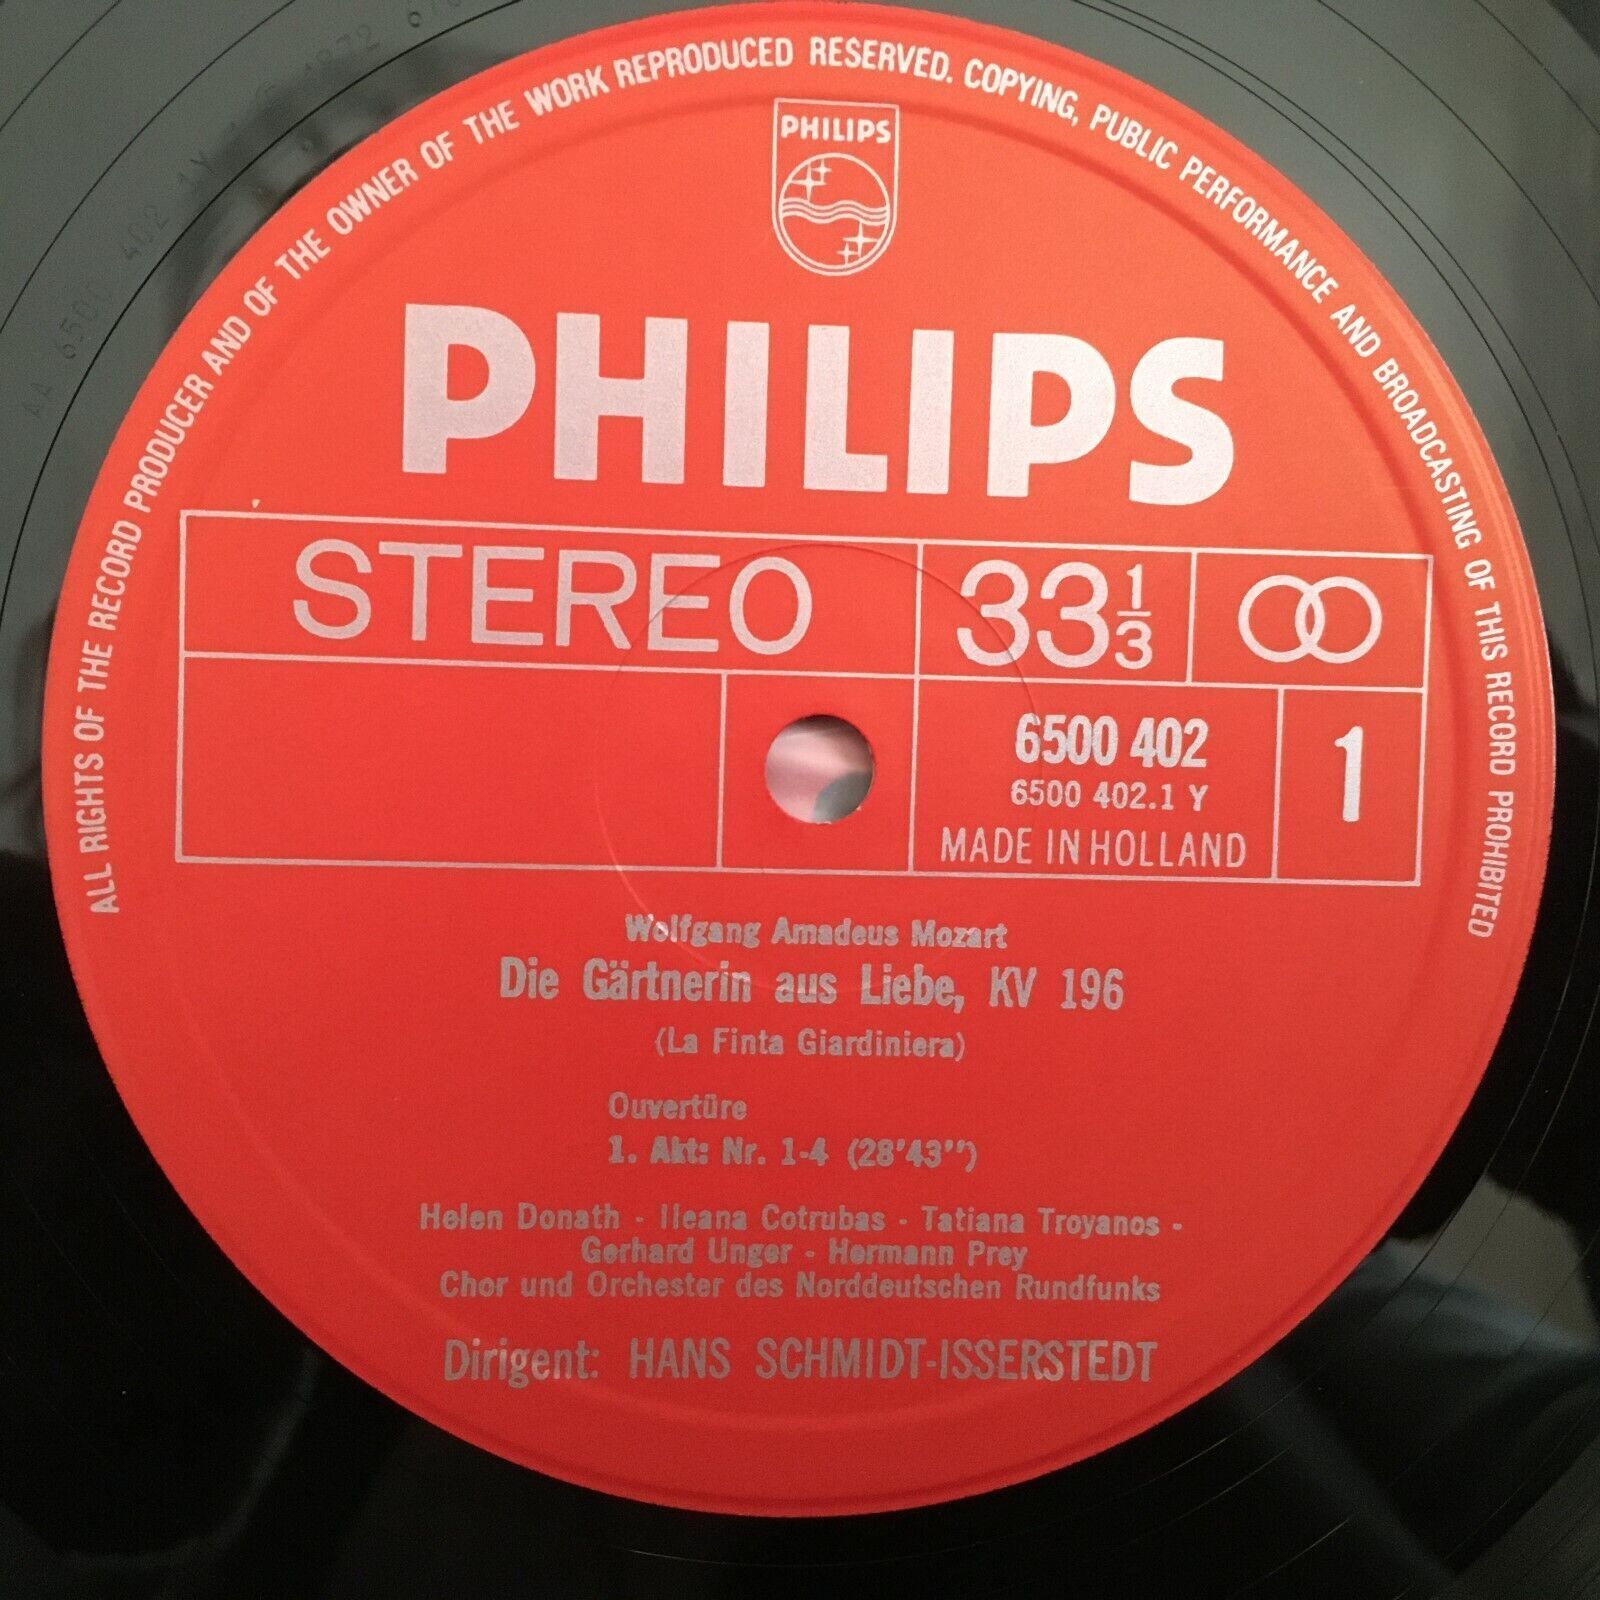 ALL RIGHTS OF THE RECORD PRODUCER AND OF THE OWNER OF THE WORK REPRODUCED RESERVED. COPYING, PUBLIC PERFORMANCE AND BROADCASTING OF THIS RECORD PROHIBITED
PHILIPS
PHILIPS
STEREO
33 1/3
6500 402
6500 402.1 Y
MADE IN HOLLAND
1
Wolfgang Amadeus Mozart
Die Gärtnerin aus Liebe, KV 196
(La Finta Giardiniera)
Ouvertüre
1. Akt: Nr. 1-4 (28'43'')
Helen Donath - Ileana Cotrubas - Tatiana Troyanos -
Gerhard Unger - Hermann Prey
Chor und Orchester des Norddeutschen Rundfunks
Dirigent: HANS SCHMIDT-ISSERSTEDT